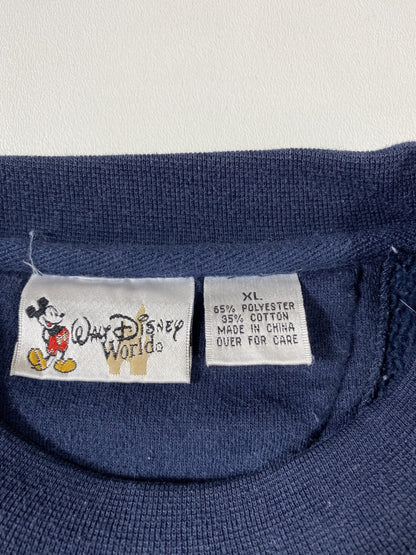 Walt Disney
World
XL
65% POLYESTER
35% COTTON
MADE IN CHINA
OVER FOR CARE